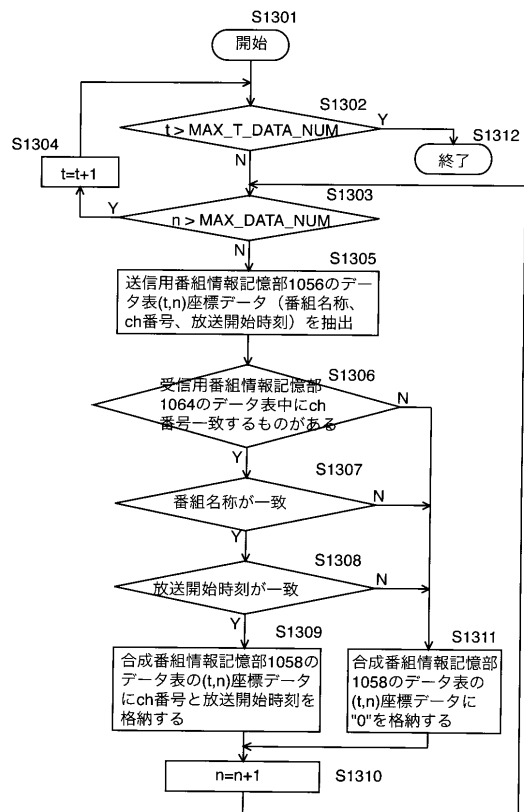 S1301
開始
S1302
t > MAX_T_DATA_NUM
Y
N
S1312
終了
S1304
t=t+1
S1303
Y
n > MAX_DATA_NUM
N
S1305
送信用番組情報記憶部1056のデー
タ表(t,n)座標データ（番組名称、
ch番号、放送開始時刻）を抽出
S1306
受信用番組情報記憶部
1064のデータ表中にch
番号一致するものがある
N
Y
S1307
番組名称が一致
N
Y
S1308
放送開始時刻が一致
N
Y
S1309
合成番組情報記憶部1058の
データ表の(t,n)座標データ
にch番号と放送開始時刻を
格納する
S1311
合成番組情報記憶部
1058のデータ表の
(t,n)座標データに
"0"を格納する
n=n+1
S1310